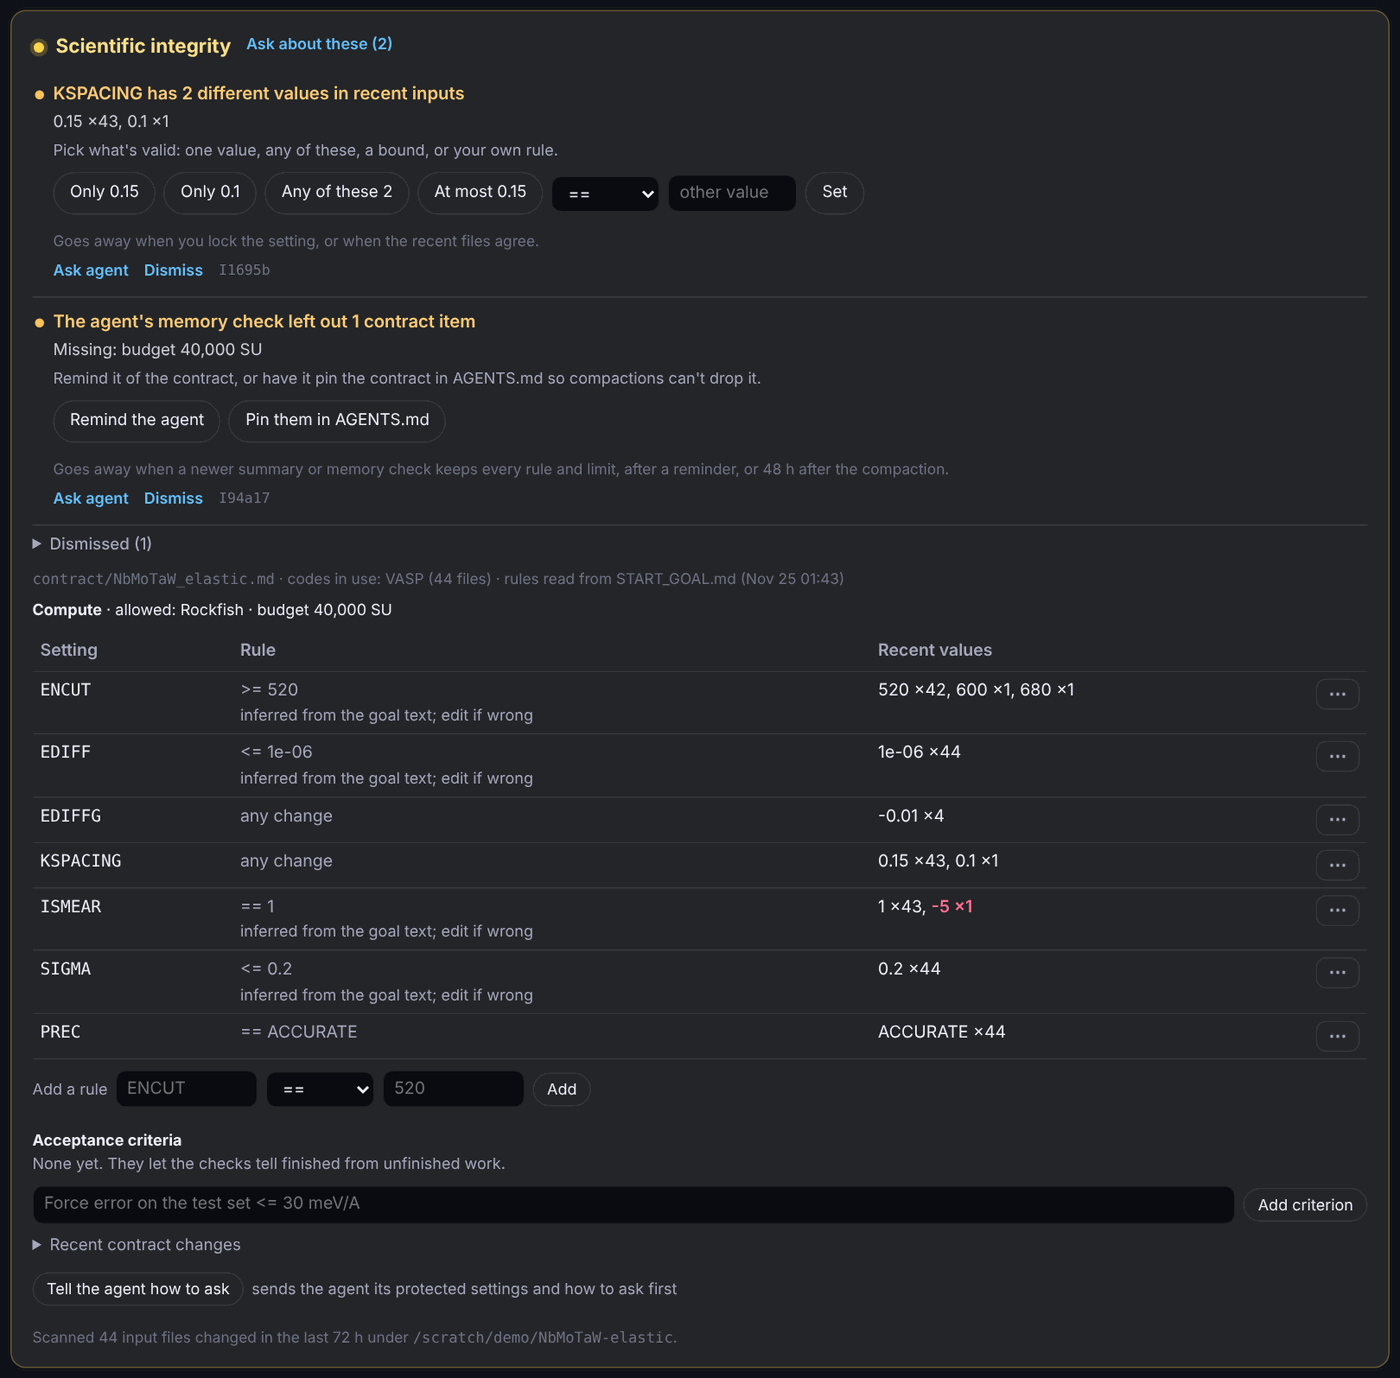 Scientific integrity Ask about these (2)
KSPACING has 2 different values in recent inputs
0.15 ×43, 0.1 ×1
Pick what's valid: one value, any of these, a bound, or your own rule.
Only 0.15 Only 0.1 Any of these 2 At most 0.15 == other value Set
Goes away when you lock the setting, or when the recent files agree.
Ask agent Dismiss I1695b
The agent's memory check left out 1 contract item
Missing: budget 40,000 SU
Remind it of the contract, or have it pin the contract in AGENTS.md so compactions can't drop it.
Remind the agent Pin them in AGENTS.md
Goes away when a newer summary or memory check keeps every rule and limit, after a reminder, or 48 h after the compaction.
Ask agent Dismiss I94a17
Dismissed (1)
contract/NbMoTaW_elastic.md · codes in use: VASP (44 files) · rules read from START_GOAL.md (Nov 25 01:43)
Compute · allowed: Rockfish · budget 40,000 SU
Setting Rule Recent values
ENCUT >= 520 520 ×42, 600 ×1, 680 ×1
inferred from the goal text; edit if wrong
EDIFF <= 1e-06 1e-06 ×44
inferred from the goal text; edit if wrong
EDIFFG any change -0.01 ×4
KSPACING any change 0.15 ×43, 0.1 ×1
ISMEAR == 1 1 ×43, -5 ×1
inferred from the goal text; edit if wrong
SIGMA <= 0.2 0.2 ×44
inferred from the goal text; edit if wrong
PREC == ACCURATE ACCURATE ×44
Add a rule ENCUT == 520 Add
Acceptance criteria
None yet. They let the checks tell finished from unfinished work.
Force error on the test set <= 30 meV/A Add criterion
Recent contract changes
Tell the agent how to ask sends the agent its protected settings and how to ask first
Scanned 44 input files changed in the last 72 h under /scratch/demo/NbMoTaW-elastic.